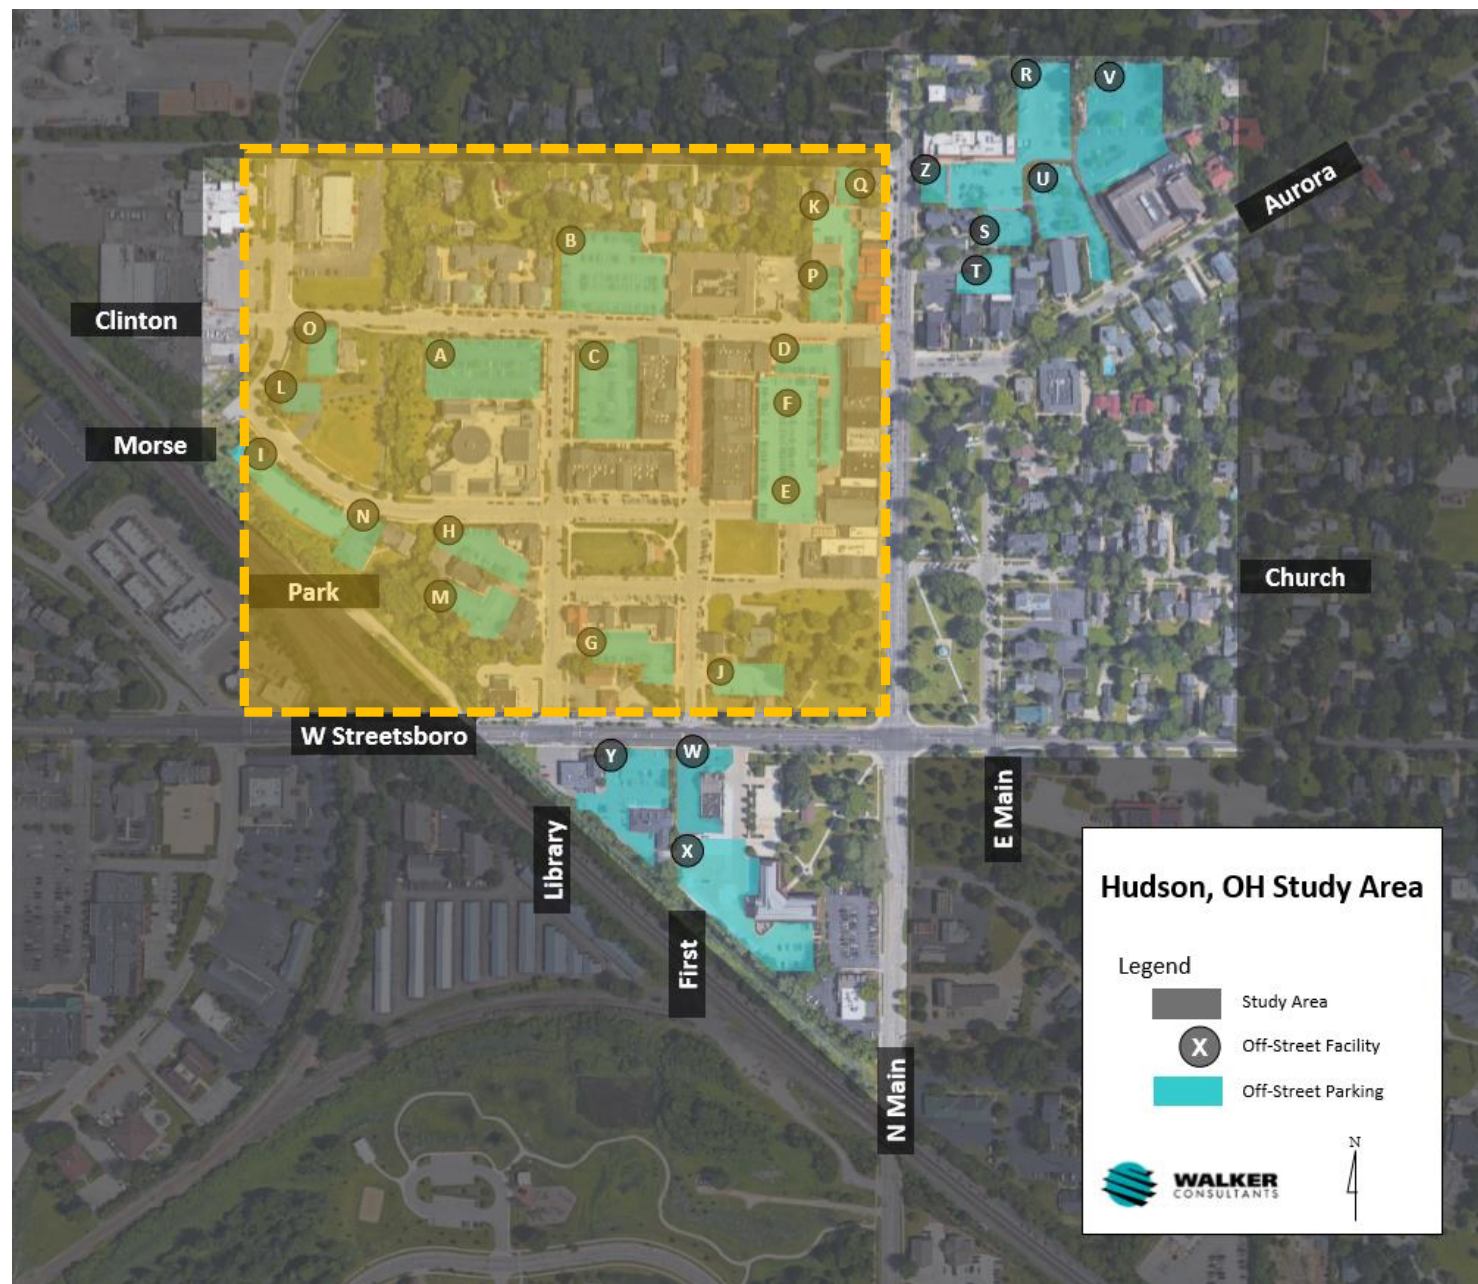 R
V
Z
U
Aurora
Q
K
B
S
P
T
Clinton
O
A
C
D
L
F
Morse
I
E
N
H
Park
M
Church
G
J
W Streetsboro
Y
W
X
Library
First
E Main
N Main
Hudson, OH Study Area
Legend
Study Area
X
Off-Street Facility
Off-Street Parking
N
WALKER
CONSULTANTS